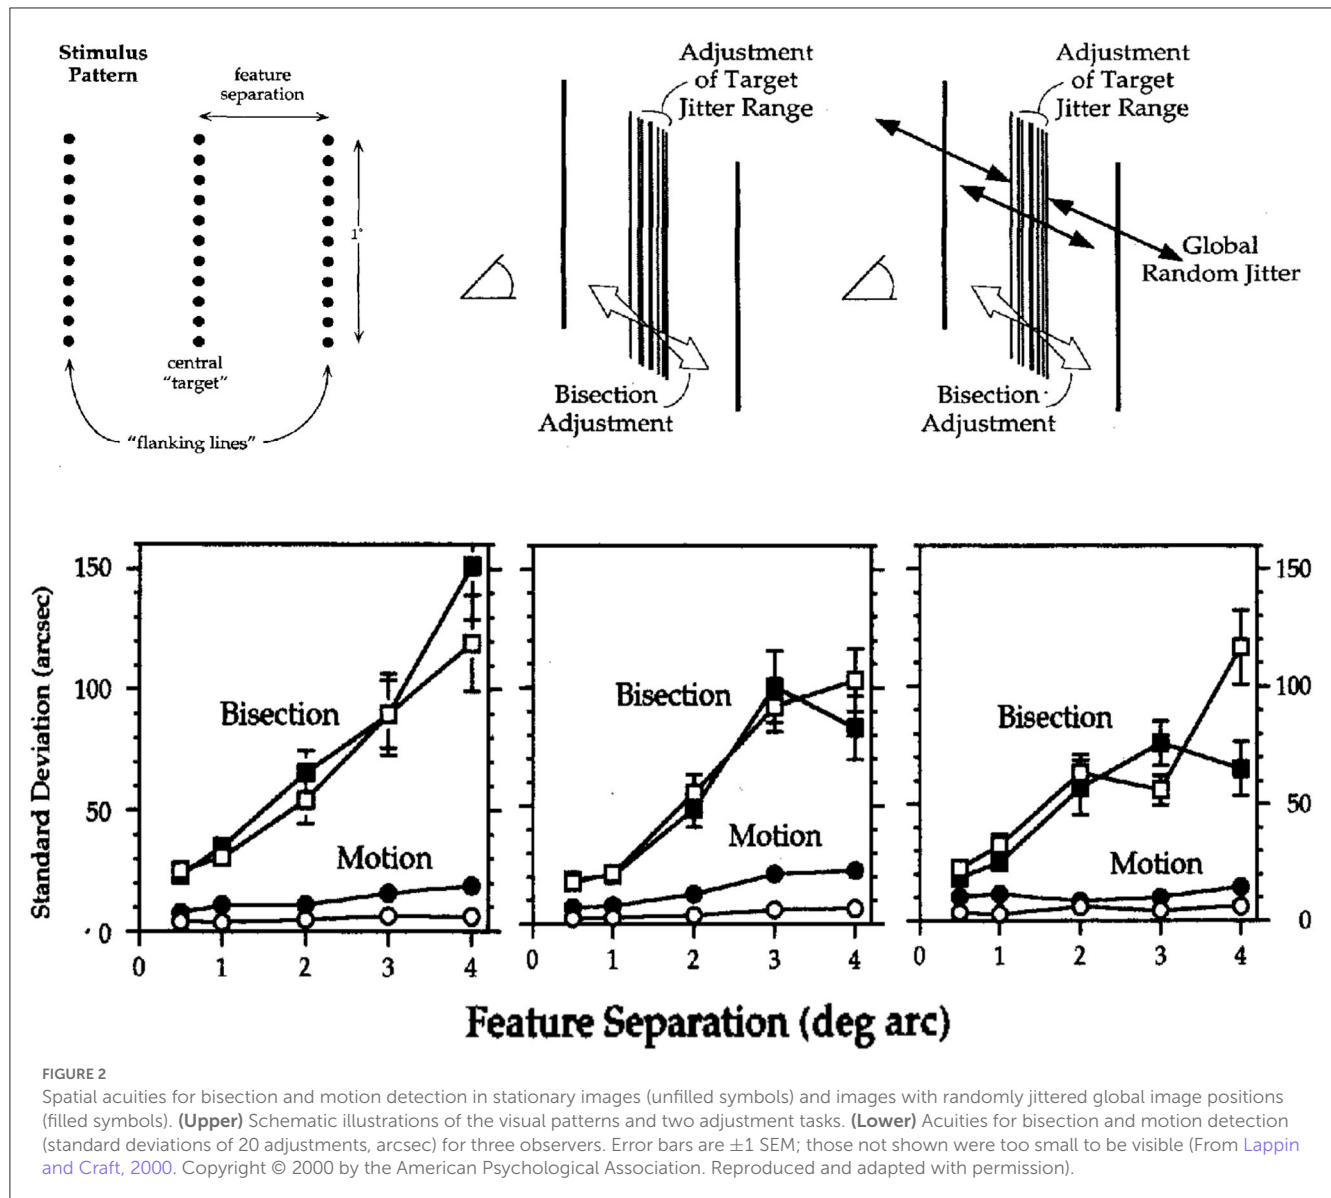 Stimulus
Pattern
feature
separation
1°
central
"target"
"flanking lines"
Adjustment
of Target
Jitter Range
Bisection
Adjustment
Adjustment
of Target
Jitter Range
Global
Random Jitter
Bisection
Adjustment
Standard Deviation (arcsec)
150
100
50
0
Bisection
Motion
0 1 2 3 4
Bisection
Motion
0 1 2 3 4
Bisection
Motion
150
100
50
0
0 1 2 3 4
Feature Separation (deg arc)
FIGURE 2
Spatial acuities for bisection and motion detection in stationary images (unfilled symbols) and images with randomly jittered global image positions
(filled symbols). (Upper) Schematic illustrations of the visual patterns and two adjustment tasks. (Lower) Acuities for bisection and motion detection
(standard deviations of 20 adjustments, arcsec) for three observers. Error bars are ±1 SEM; those not shown were too small to be visible (From Lappin
and Craft, 2000. Copyright © 2000 by the American Psychological Association. Reproduced and adapted with permission).